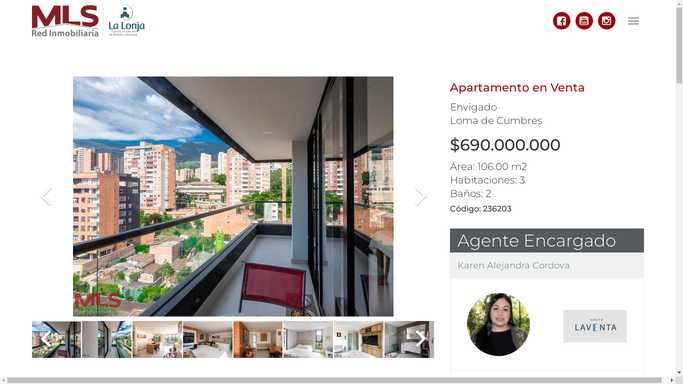 MLS
Red Inmobiliaria
La Lonja
Apartamento en Venta
Envigado
Loma de Cumbres
$690.000.000
Área: 106.00 m2
Habitaciones: 3
Baños: 2
Código: 236203
Agente Encargado
Karen Alejandra Cordova
MLS
LAVENTA